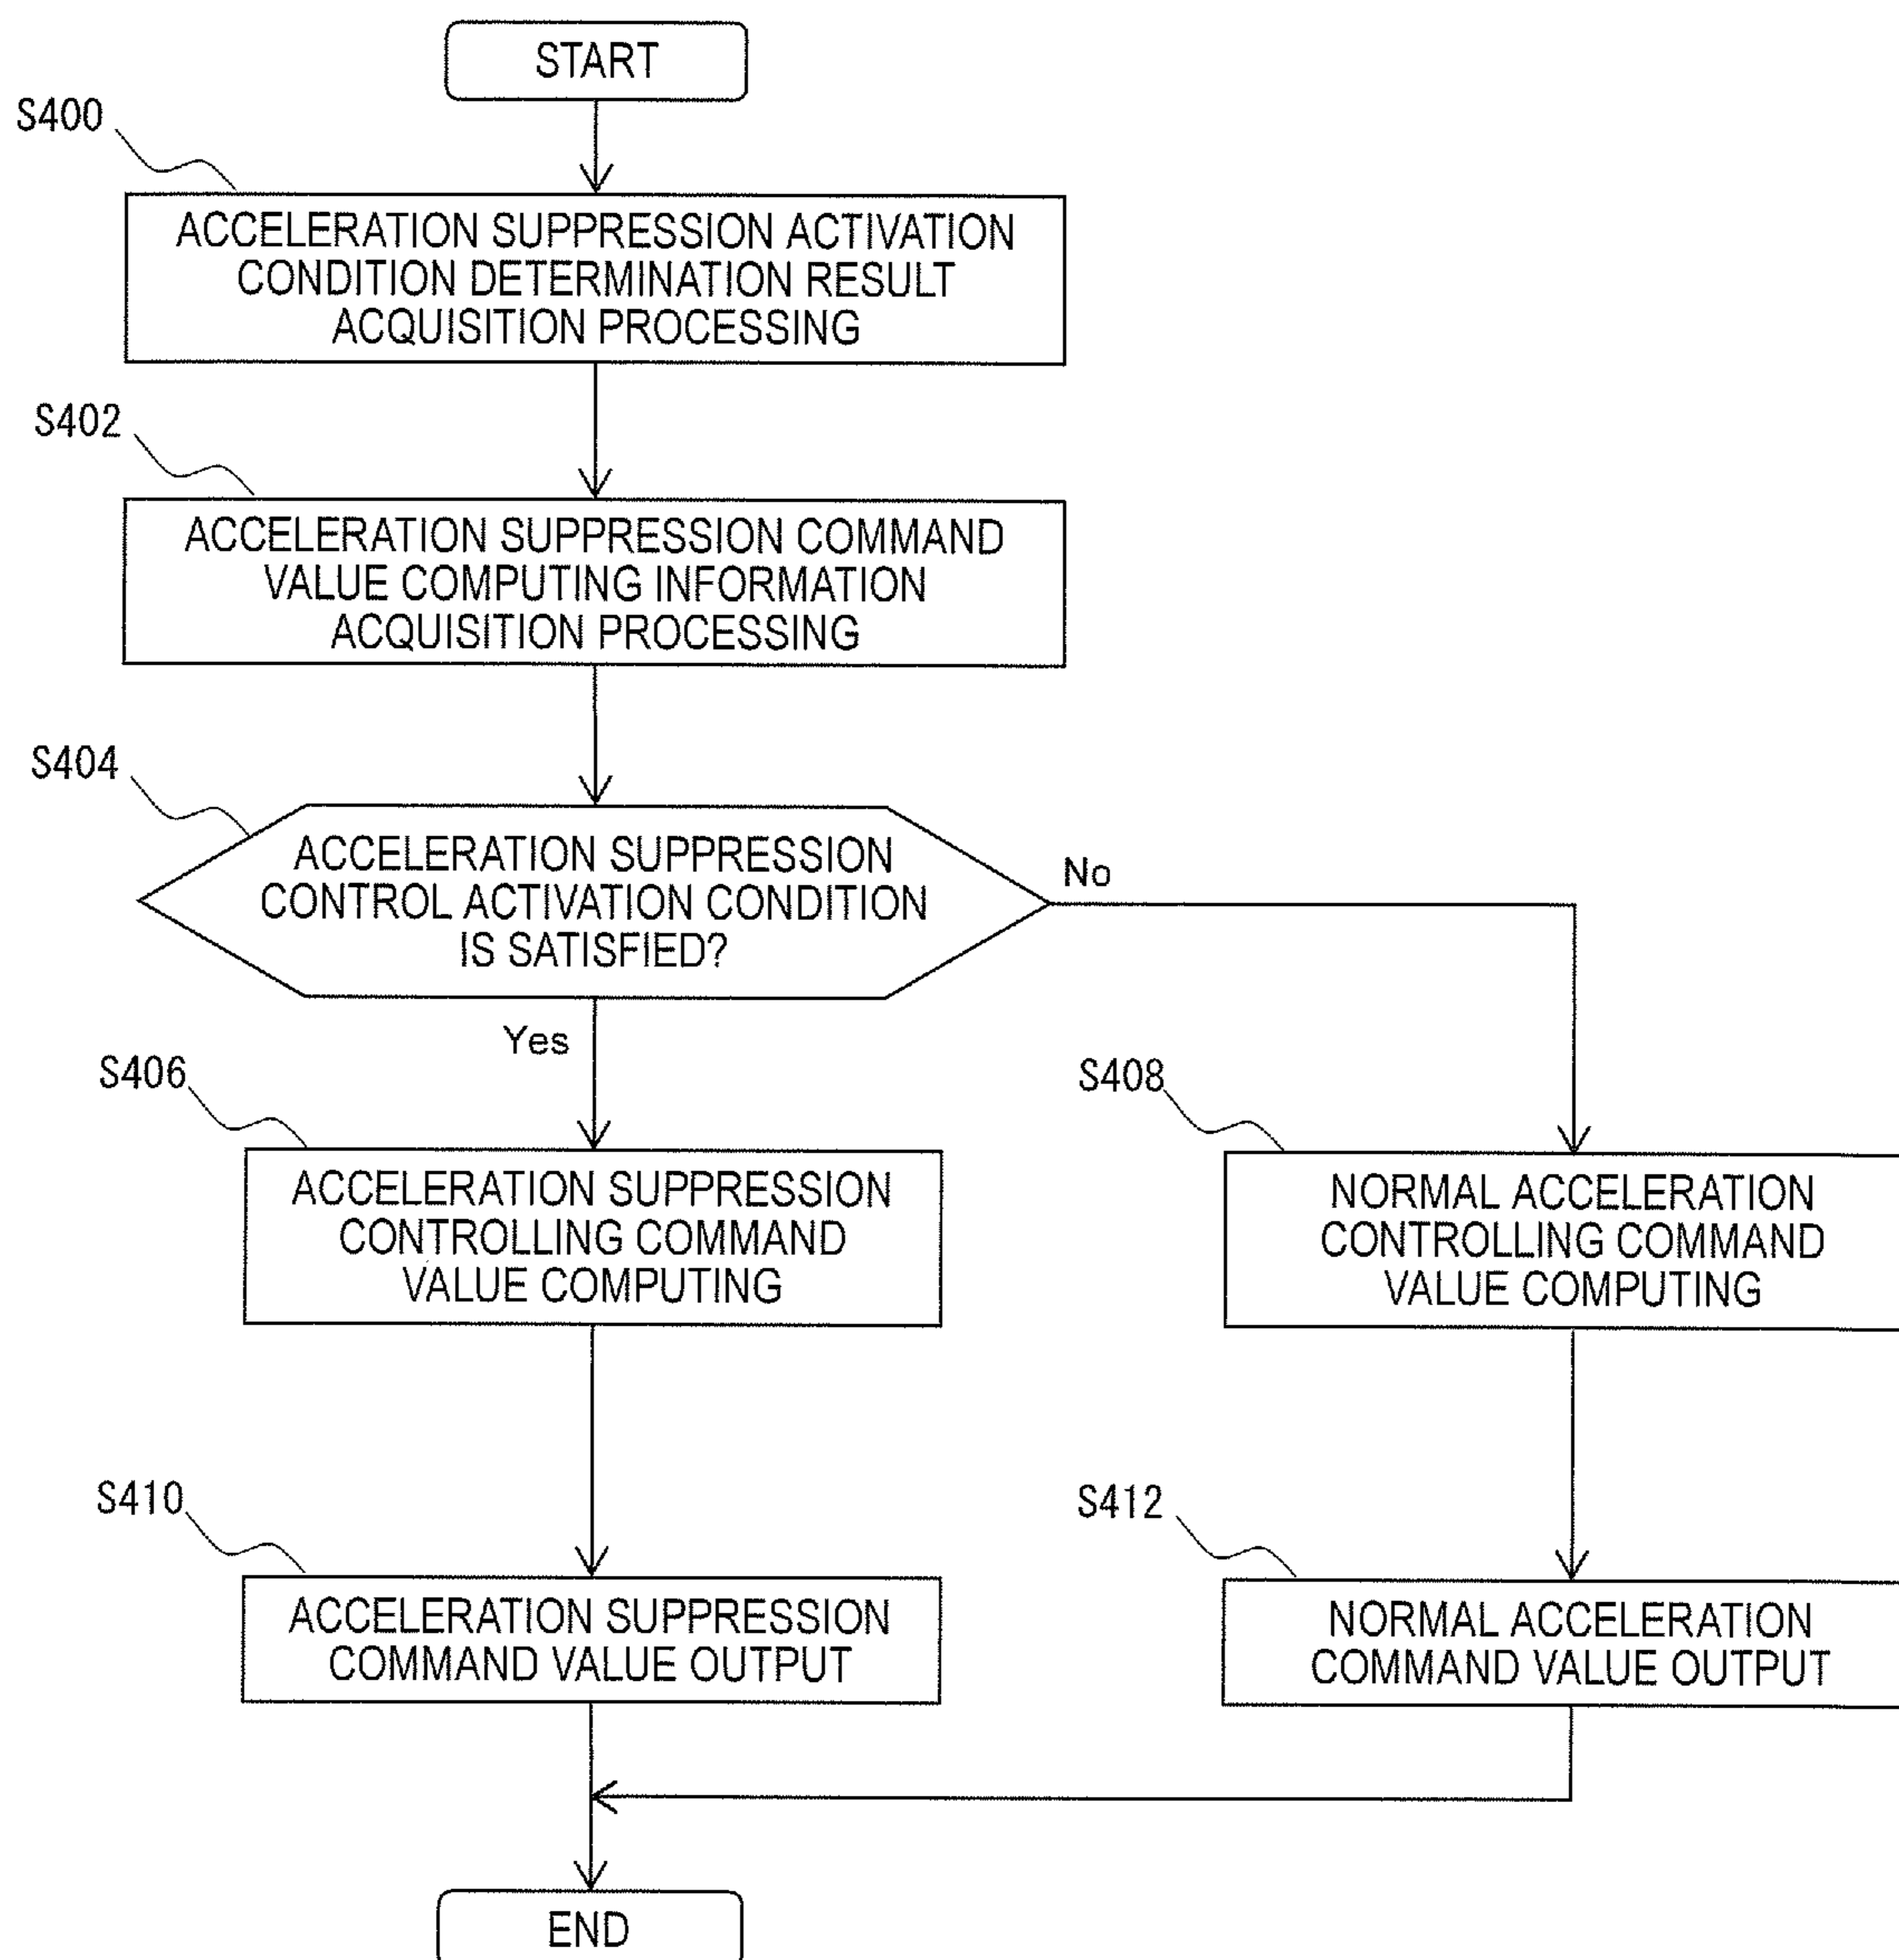 START
S400
ACCELERATION SUPPRESSION ACTIVATION
CONDITION DETERMINATION RESULT
ACQUISITION PROCESSING
S402
ACCELERATION SUPPRESSION COMMAND
VALUE COMPUTING INFORMATION
ACQUISITION PROCESSING
S404
ACCELERATION SUPPRESSION
CONTROL ACTIVATION CONDITION
IS SATISFIED?
No
Yes
S406
ACCELERATION SUPPRESSION
CONTROLLING COMMAND
VALUE COMPUTING
S408
NORMAL ACCELERATION
CONTROLLING COMMAND
VALUE COMPUTING
S410
ACCELERATION SUPPRESSION
COMMAND VALUE OUTPUT
S412
NORMAL ACCELERATION
COMMAND VALUE OUTPUT
END